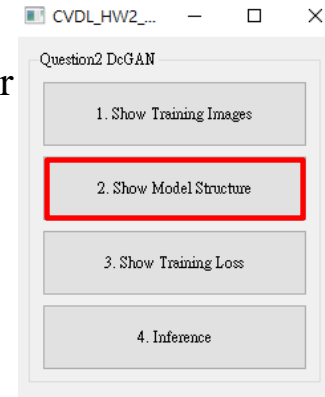 CVDL_HW2_...
Question2 DcGAN
r
1. Show Training Images
2. Show Model Structure
3. Show Training Loss
4. Inference